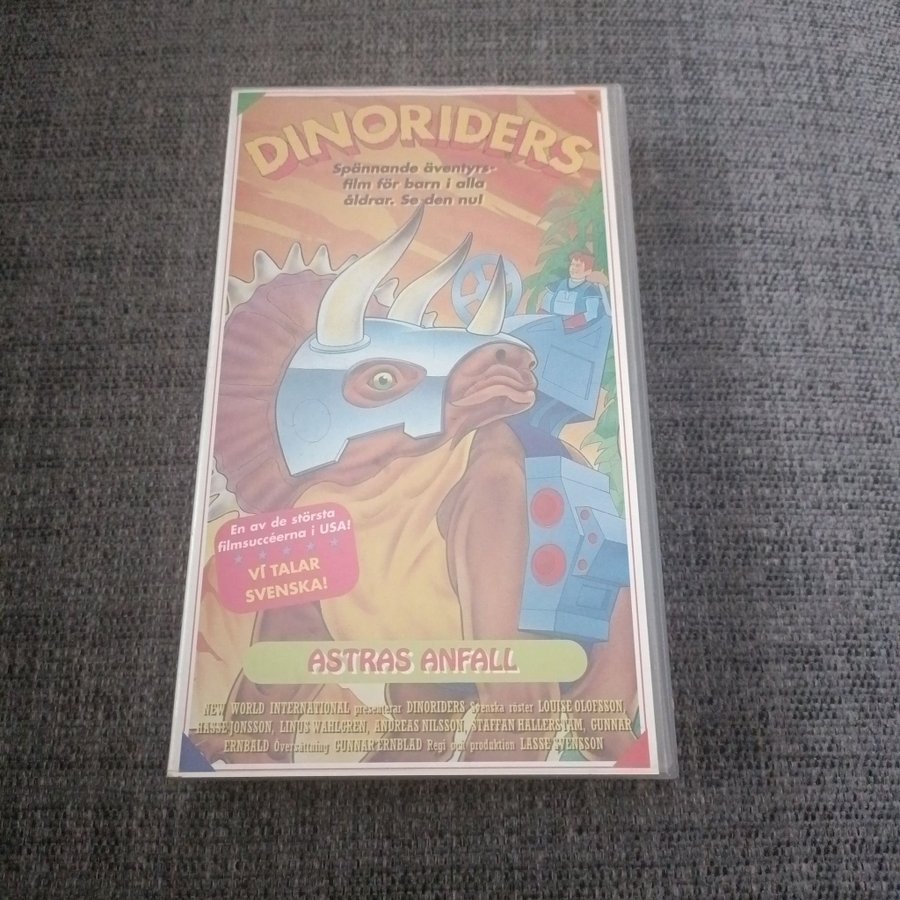 DINORIDERS
Spännande äventyrs-
film för barn i alla
åldrar. Se den nu!
En av de största
filmsuccéerna i USA!
VI TALAR
SVENSKA!
ASTRAS ANFALL
NEW WORLD INTERNATIONAL presenterar DINORIDERS Svenska röster LOUISE OLOFSSON,
HASSE JONSSON, LINUS WAHLGREN, ANDREAS NILSSON, STAFFAN HALLERSTAM, GUNNAR
ERNBALD Översättning GUNNAR ERNBLAD Regi och produktion LASSE SVENSSON